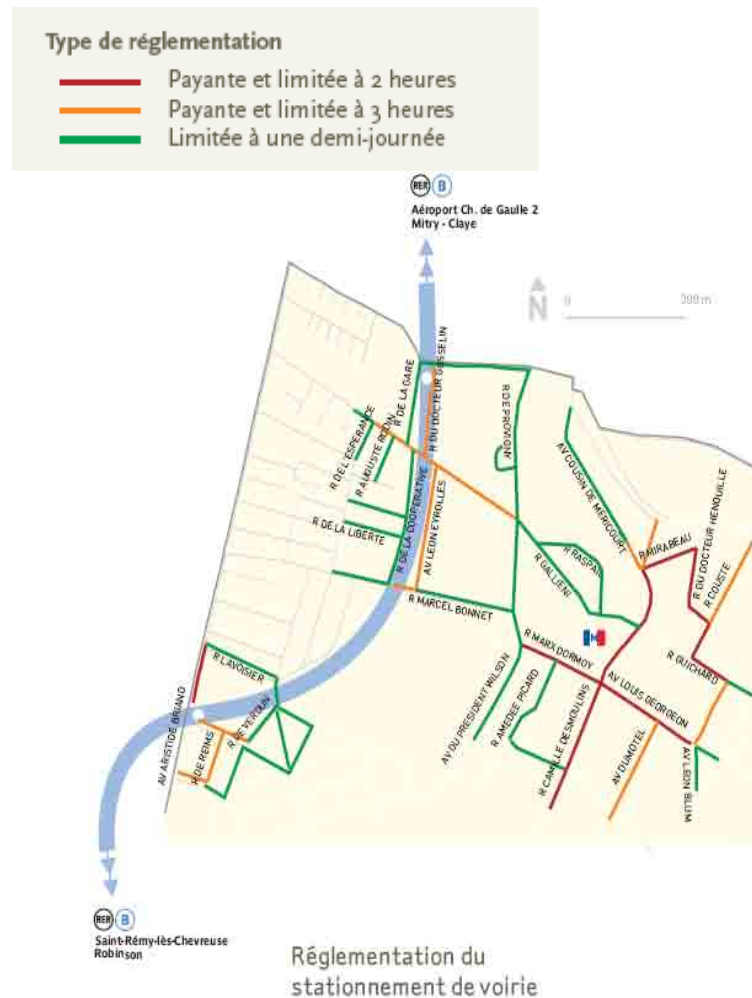 Type de réglementation
Payante et limitée à 2 heures
Payante et limitée à 3 heures
Limitée à une demi-journée
RER B
Aéroport Ch. de Gaulle 2
Mitry - Claye
N
0
300 m
R DE LA GARE
R DU DOCTEUR GOSSELIN
R DE PROVIGNY
R DE L'ESPERANCE
R AUGUSTE RODIN
AV COUSIN DE MERICOURT
R DE LA COOPERATIVE
AV LEON EYROLLES
R DE LA LIBERTE
R MIRABEAU
R DU DOCTEUR HENOUILLE
R COUSTE
R RASPAIL
R GALLIENI
R MARCEL BONNET
M
R MARX DORMOY
R GUICHARD
R LAVOISIER
AV LOUIS GEORGEON
AV DU PRESIDENT WILSON
R AMEDEE PICARD
R CAMILLE DESMOULINS
AV ARISTIDE BRIAND
R DE REIMS
R DE VERDUN
AV DUMOTEL
AV LEON BLUM
RER B
Saint-Rémy-lès-Chevreuse
Robinson
Réglementation du
stationnement de voirie